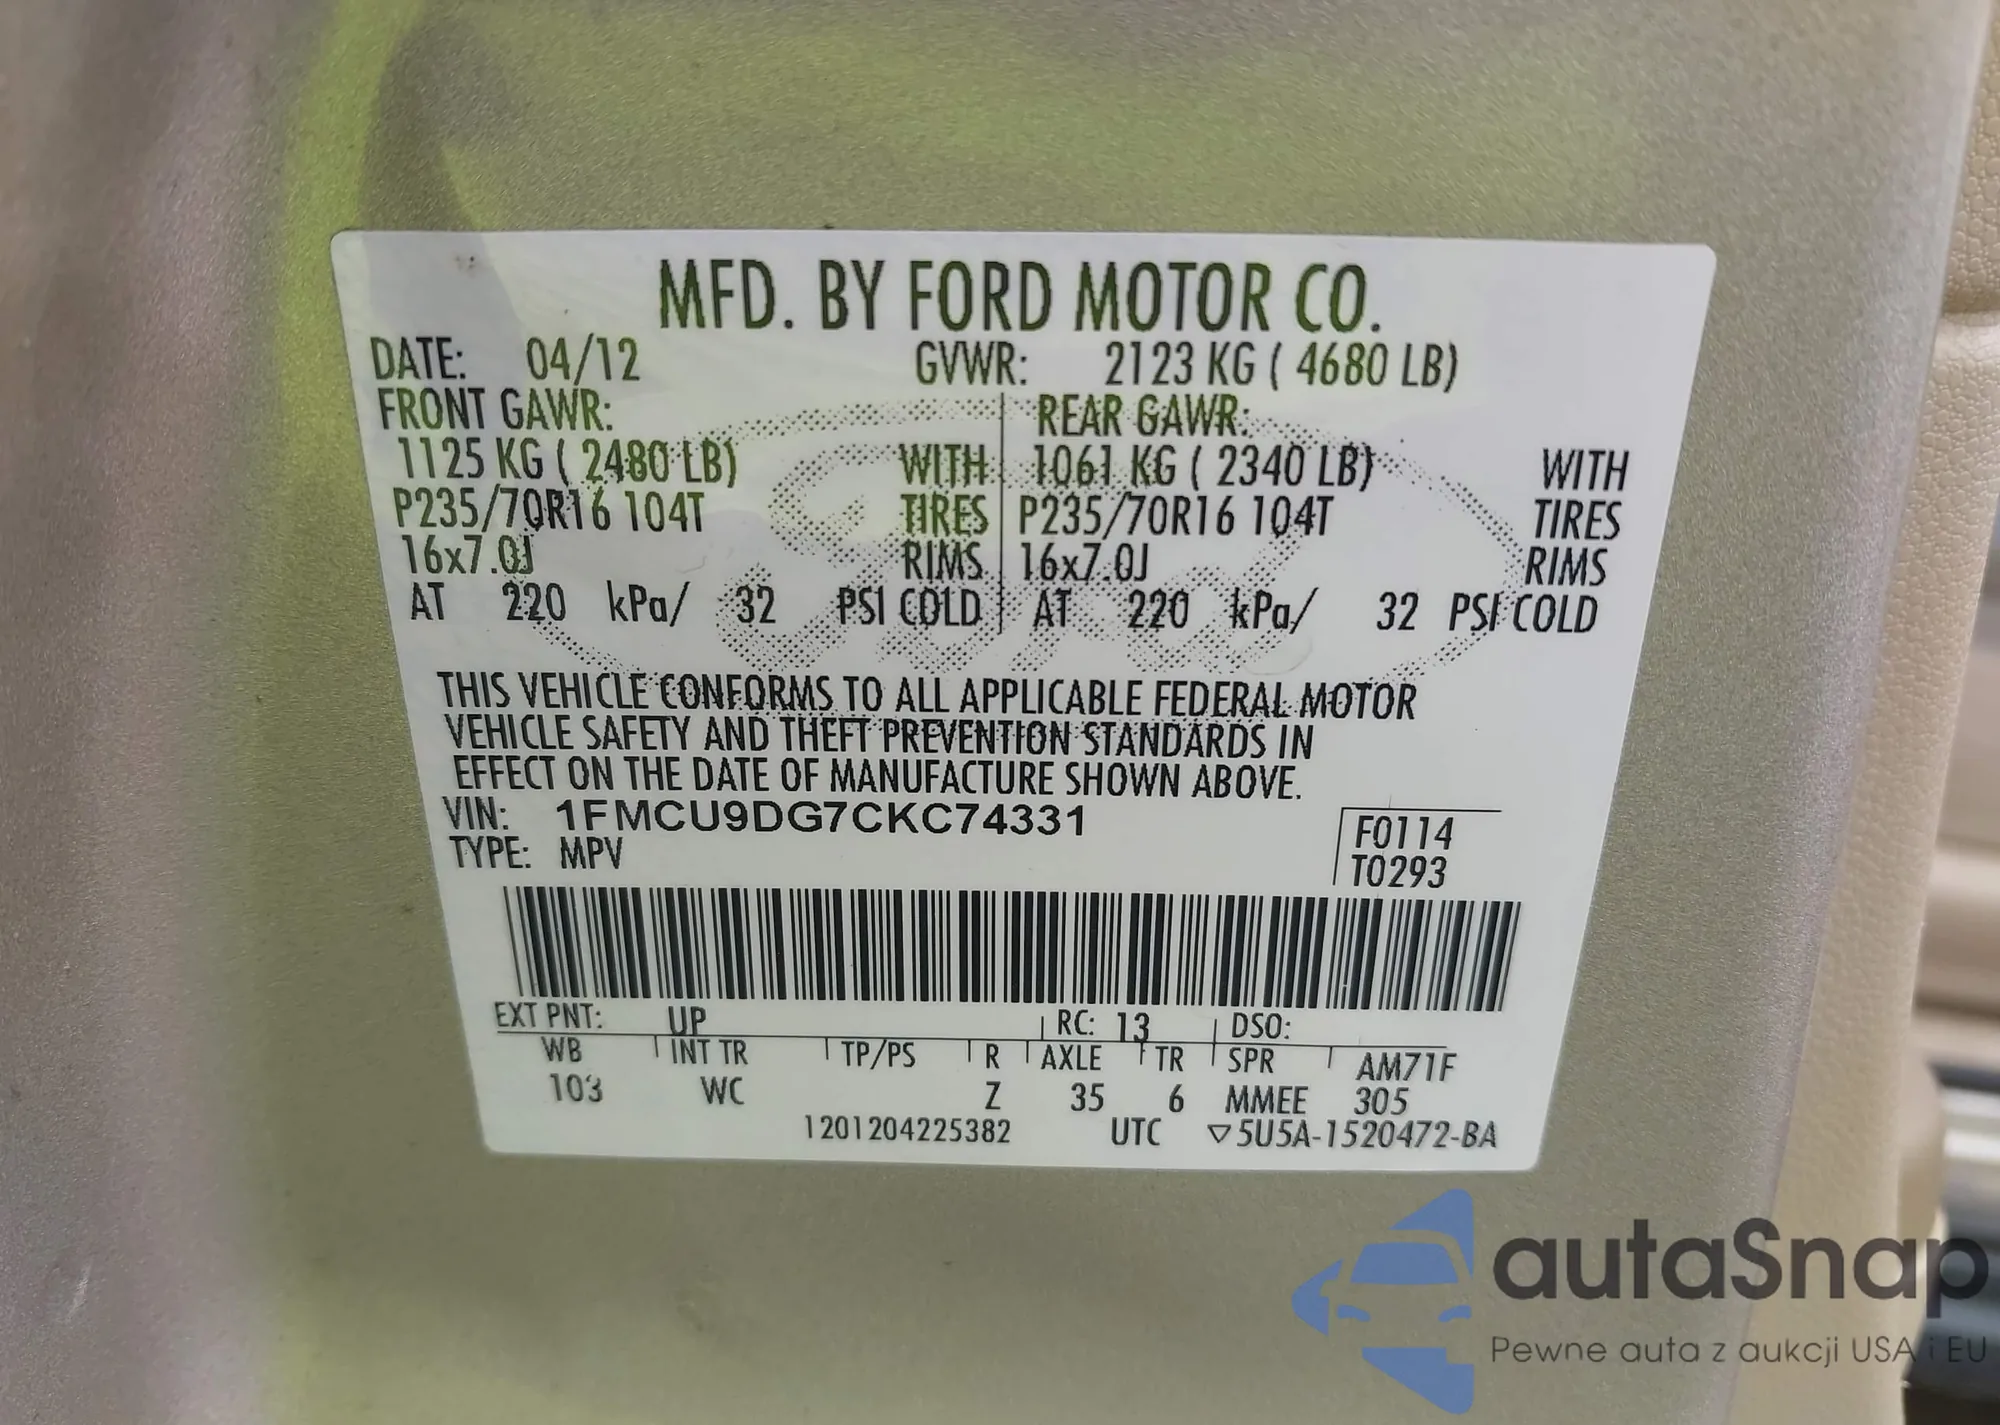 MFD. BY FORD MOTOR CO.
DATE: 04/12 GVWR: 2123 KG ( 4680 LB)
FRONT GAWR: REAR GAWR:
1125 KG ( 2480 LB) WITH 1061 KG ( 2340 LB) WITH
P235/70R16 104T TIRES P235/70R16 104T TIRES
16x7.0J RIMS 16x7.0J RIMS
AT 220 kPa/ 32 PSI COLD AT 220 kPa/ 32 PSI COLD
THIS VEHICLE CONFORMS TO ALL APPLICABLE FEDERAL MOTOR
VEHICLE SAFETY AND THEFT PREVENTION STANDARDS IN
EFFECT ON THE DATE OF MANUFACTURE SHOWN ABOVE.
VIN: 1FMCU9DG7CKC74331 F0114
TYPE: MPV T0293
EXT PNT: UP RC: 13 DSO:
WB INT TR TP/PS R AXLE TR SPR AM71F
103 WC Z 35 6 MMEE 305
1201204225382 UTC ▽5U5A-1520472-BA
autaSnap
Pewne auta z aukcji USA i EU